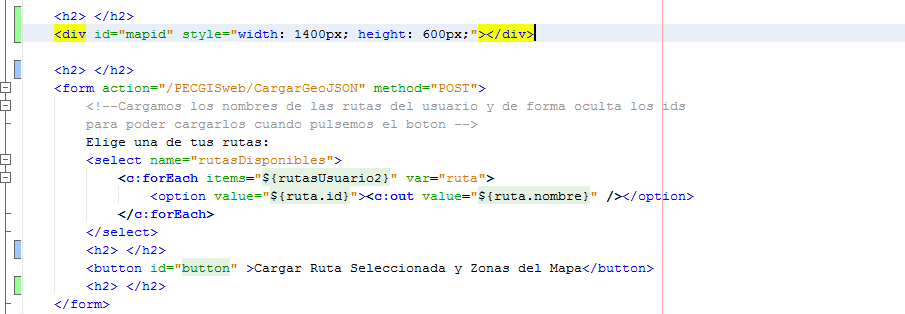 <h2> </h2>
<div id="mapid" style="width: 1400px; height: 600px;"></div>
<h2> </h2>
<form action="/PECGISweb/CargarGeoJSON" method="POST">
<!--Cargamos los nombres de las rutas del usuario y de forma oculta los ids
para poder cargarlos cuando pulsemos el boton -->
Elige una de tus rutas:
<select name="rutasDisponibles">
<c:forEach items="${rutasUsuario2}" var="ruta">
<option value="${ruta.id}"><c:out value="${ruta.nombre}" /></option>
</c:forEach>
</select>
<h2> </h2>
<button id="button" >Cargar Ruta Seleccionada y Zonas del Mapa</button>
<h2> </h2>
</form>